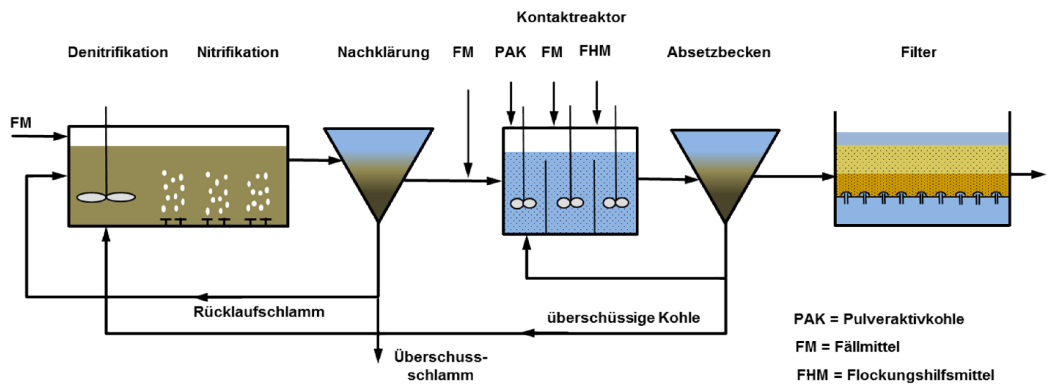 Kontaktreaktor
Denitrifikation Nitrifikation Nachklärung FM PAK FM FHM Absetzbecken Filter
FM
Rücklaufschlamm
überschüssige Kohle
Überschuss-
schlamm
PAK = Pulveraktivkohle
FM = Fällmittel
FHM = Flockungshilfsmittel